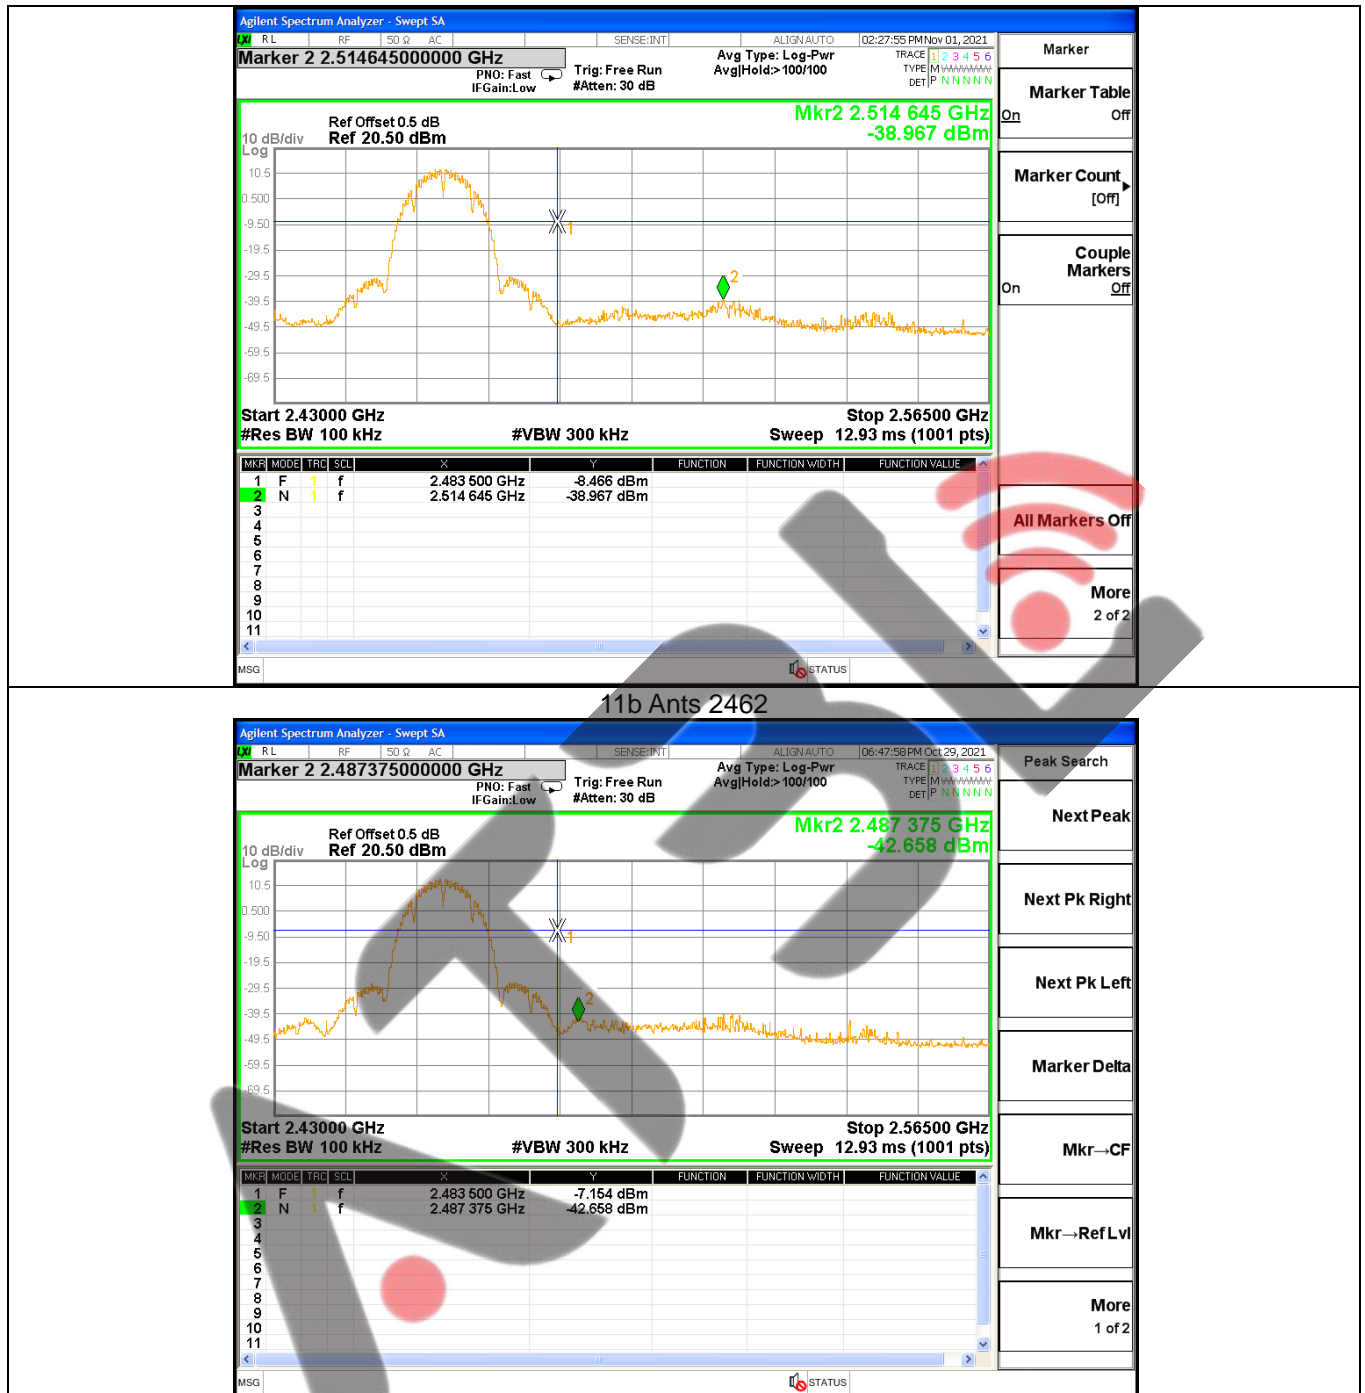 Agilent Spectrum Analyzer - Swept SA
LXI RL RF 50 Ω AC SENSE:INT ALIGN AUTO 02:27:55 PM Nov 01, 2021
Marker 2 2.514645000000 GHz
PNO: Fast
IFGain:Low
Trig: Free Run
#Atten: 30 dB
Avg Type: Log-Pwr
Avg|Hold:>100/100
TRACE 1 2 3 4 5 6
TYPE M
DET P N N N N N
Mkr2 2.514 645 GHz
-38.967 dBm
Ref Offset 0.5 dB
10 dB/div Ref 20.50 dBm
Log
10.5
0.500
-9.50
-19.5
-29.5
-39.5
-49.5
-59.5
-69.5
1
2
Start 2.43000 GHz Stop 2.56500 GHz
#Res BW 100 kHz #VBW 300 kHz Sweep 12.93 ms (1001 pts)
MKR MODE TRC SCL X Y FUNCTION FUNCTION WIDTH FUNCTION VALUE
1 F 1 f 2.483 500 GHz -8.466 dBm
2 N 1 f 2.514 645 GHz -38.967 dBm
3
4
5
6
7
8
9
10
11
MSG STATUS
Marker
Marker Table
On Off
Marker Count
[Off]
Couple
Markers
On Off
All Markers Off
More
2 of 2
11b Ants 2462
Agilent Spectrum Analyzer - Swept SA
LXI RL RF 50 Ω AC SENSE:INT ALIGN AUTO 06:47:58 PM Oct 29, 2021
Marker 2 2.487375000000 GHz
PNO: Fast
IFGain:Low
Trig: Free Run
#Atten: 30 dB
Avg Type: Log-Pwr
Avg|Hold:>100/100
TRACE 1 2 3 4 5 6
TYPE M
DET P N N N N N
Mkr2 2.487 375 GHz
-42.658 dBm
Ref Offset 0.5 dB
10 dB/div Ref 20.50 dBm
Log
10.5
0.500
-9.50
-19.5
-29.5
-39.5
-49.5
-59.5
-69.5
1
2
Start 2.43000 GHz Stop 2.56500 GHz
#Res BW 100 kHz #VBW 300 kHz Sweep 12.93 ms (1001 pts)
MKR MODE TRC SCL X Y FUNCTION FUNCTION WIDTH FUNCTION VALUE
1 F 1 f 2.483 500 GHz -7.154 dBm
2 N 1 f 2.487 375 GHz -42.658 dBm
3
4
5
6
7
8
9
10
11
MSG STATUS
Peak Search
Next Peak
Next Pk Right
Next Pk Left
Marker Delta
Mkr→CF
Mkr→Ref Lvl
More
1 of 2